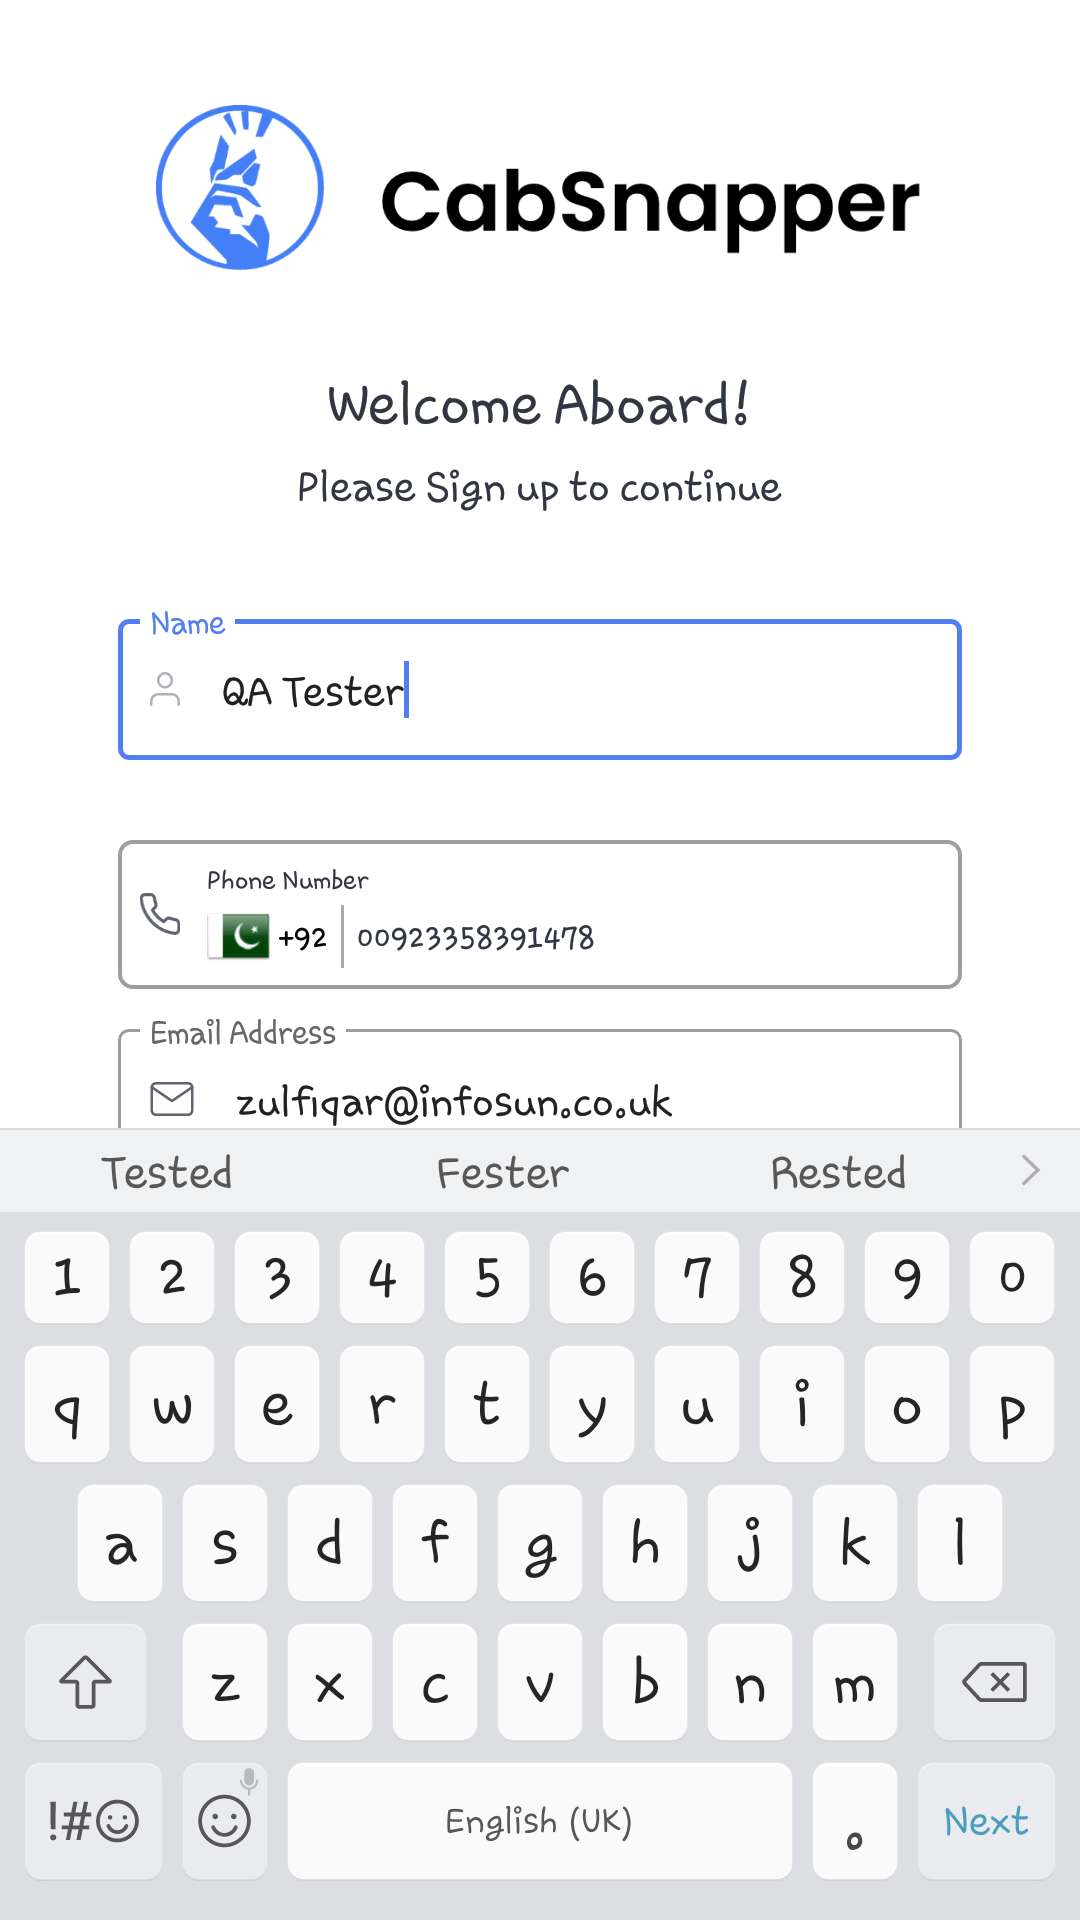 CabSnapper
Welcome Aboard!
Please Sign up to continue
Name
QA Tester
Phone Number
+92 00923358391478
Email Address
zulfiqar@infosun.co.uk
Tested Fester Rested
1 2 3 4 5 6 7 8 9 0
q w e r t y u i o p
a s d f g h j k l
z x c v b n m
!#☺ English (UK) . Next